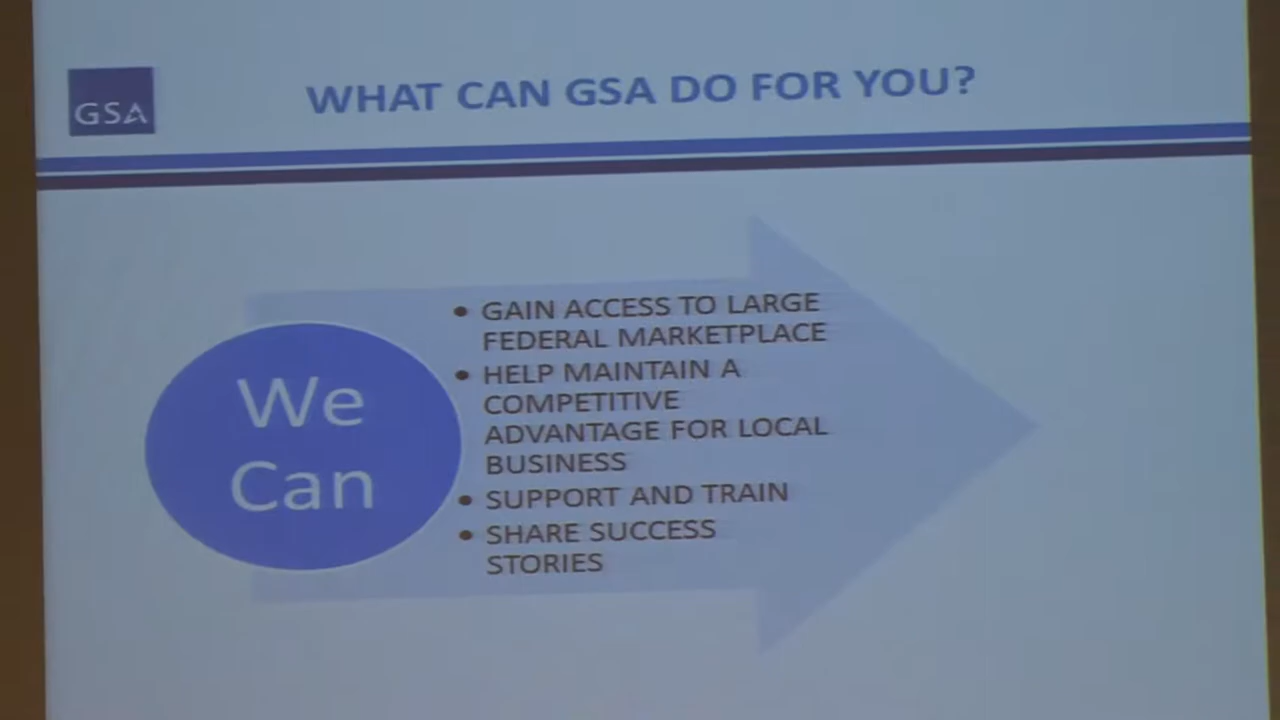 GSA
WHAT CAN GSA DO FOR YOU?
We
Can
• GAIN ACCESS TO LARGE
FEDERAL MARKETPLACE
• HELP MAINTAIN A
COMPETITIVE
ADVANTAGE FOR LOCAL
BUSINESS
• SUPPORT AND TRAIN
• SHARE SUCCESS
STORIES